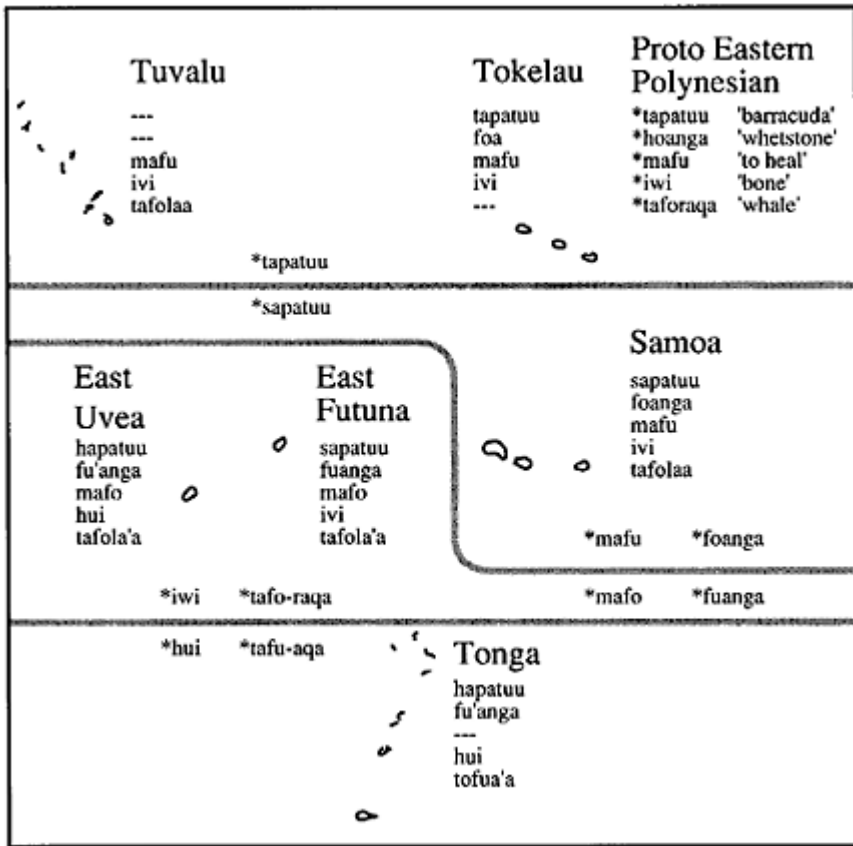 Tuvalu
---
---
mafu
ivi
tafolaa
Tokelau
tapatuu
foa
mafu
ivi
---
Proto Eastern
Polynesian
*tapatuu 'barracuda'
*hoanga 'whetstone'
*mafu 'to heal'
*iwi 'bone'
*taforaqa 'whale'
*tapatuu
*sapatuu
East
Uvea
hapatuu
fu'anga
mafo
hui
tafola'a
East
Futuna
sapatuu
fuanga
mafo
ivi
tafola'a
Samoa
sapatuu
foanga
mafu
ivi
tafolaa
*mafu *foanga
*iwi *tafo-raqa *mafo *fuanga
*hui *tafu-aqa
Tonga
hapatuu
fu'anga
---
hui
tofua'a